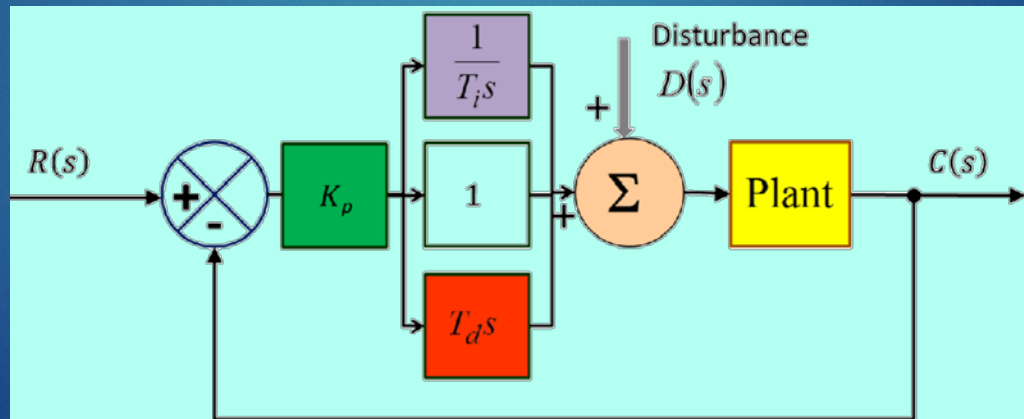 R(s)
+
-
K_p
1
T_i s
1
T_d s
+
Disturbance
D(s)
+
Σ
Plant
C(s)